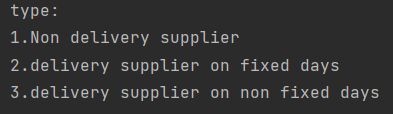 type:
1.Non delivery supplier
2.delivery supplier on fixed days
3.delivery supplier on non fixed days